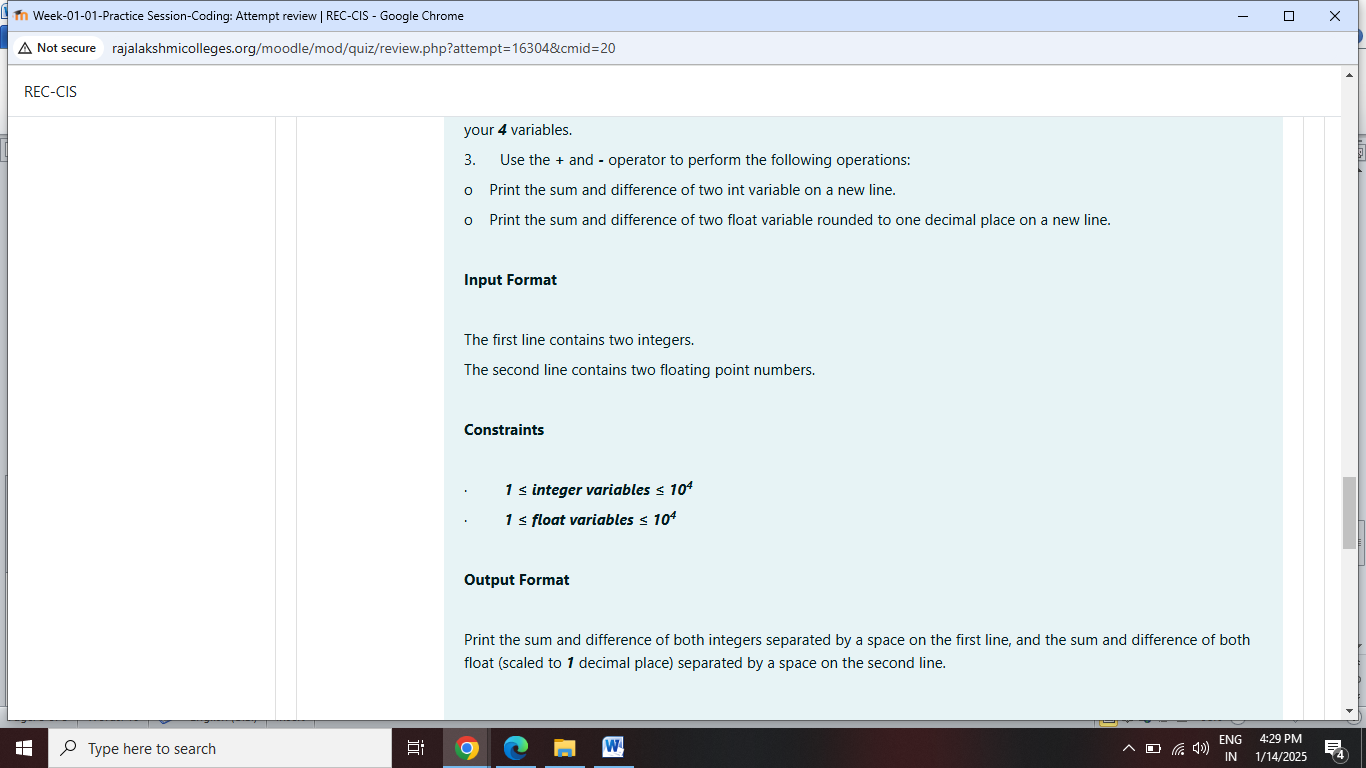 Week-01-01-Practice Session-Coding: Attempt review | REC-CIS - Google Chrome
Not secure rajalakshmicolleges.org/moodle/mod/quiz/review.php?attempt=16304&cmid=20
REC-CIS
your 4 variables.
3. Use the + and - operator to perform the following operations:
o Print the sum and difference of two int variable on a new line.
o Print the sum and difference of two float variable rounded to one decimal place on a new line.
Input Format
The first line contains two integers.
The second line contains two floating point numbers.
Constraints
· 1 ≤ integer variables ≤ 10⁴
· 1 ≤ float variables ≤ 10⁴
Output Format
Print the sum and difference of both integers separated by a space on the first line, and the sum and difference of both
float (scaled to 1 decimal place) separated by a space on the second line.
Type here to search
ENG
IN
4:29 PM
1/14/2025
4